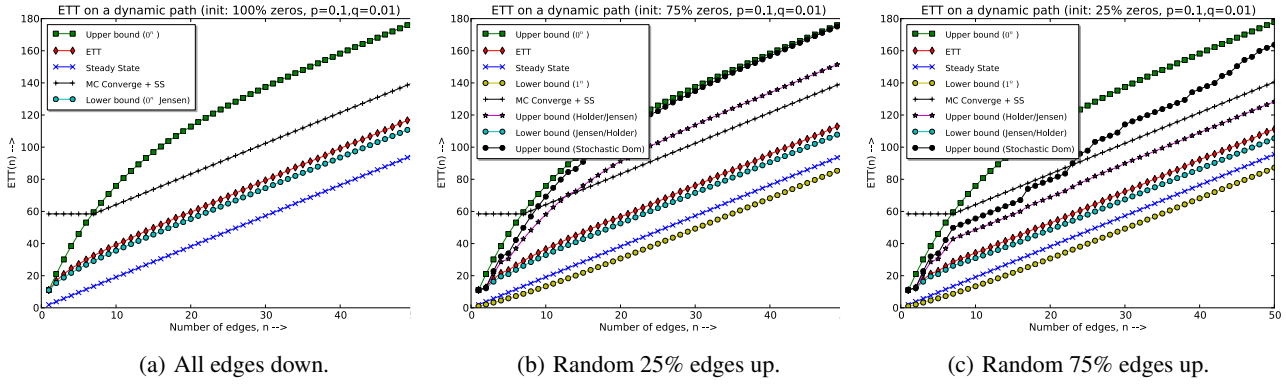 ETT on a dynamic path (init: 100% zeros, p=0.1,q=0.01)
180
160
140
120
100
80
60
40
20
0
ETT(n) -->
Upper bound (0ⁿ )
ETT
Steady State
MC Converge + SS
Lower bound (0ⁿ Jensen)
0 10 20 30 40
Number of edges, n -->
(a) All edges down.
ETT on a dynamic path (init: 75% zeros, p=0.1,q=0.01)
180
160
140
120
100
80
60
40
20
0
ETT(n) -->
Upper bound (0ⁿ )
ETT
Steady State
Lower bound (1ⁿ )
MC Converge + SS
Upper bound (Holder/Jensen)
Lower bound (Jensen/Holder)
Upper bound (Stochastic Dom)
0 10 20 30 40
Number of edges, n -->
(b) Random 25% edges up.
ETT on a dynamic path (init: 25% zeros, p=0.1,q=0.01)
180
160
140
120
100
80
60
40
20
0
ETT(n) -->
Upper bound (0ⁿ )
ETT
Steady State
Lower bound (1ⁿ )
MC Converge + SS
Upper bound (Holder/Jensen)
Lower bound (Jensen/Holder)
Upper bound (Stochastic Dom)
0 10 20 30 40 50
Number of edges, n -->
(c) Random 75% edges up.